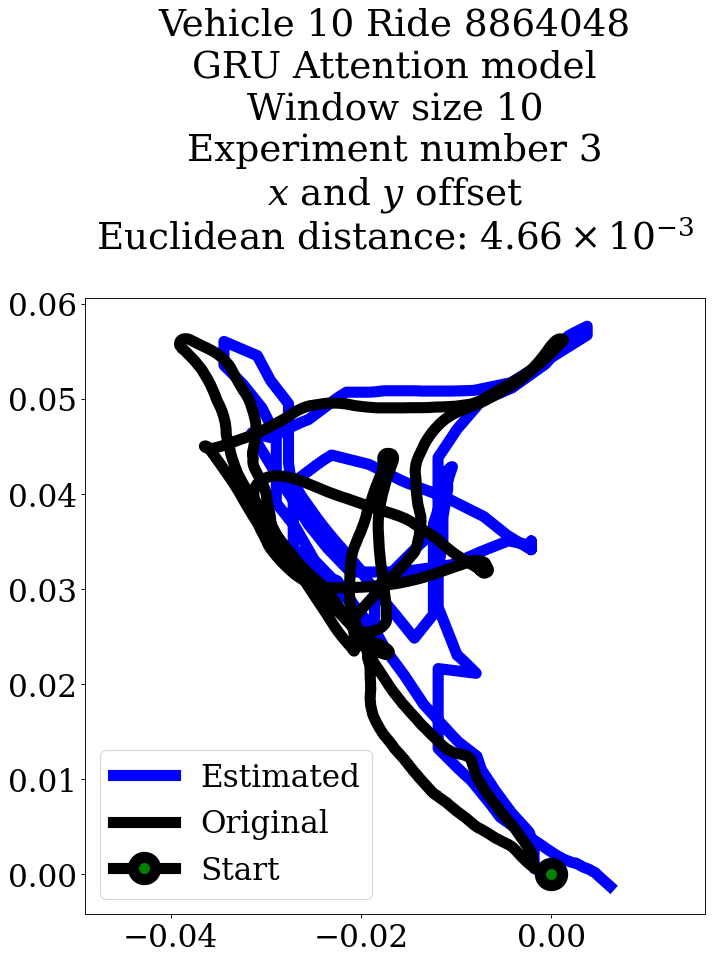 Vehicle 10 Ride 8864048
GRU Attention model
Window size 10
Experiment number 3
x and y offset
Euclidean distance: 4.66 × 10⁻³
0.06
0.05
0.04
0.03
0.02
0.01
0.00
Estimated
Original
Start
−0.04
−0.02
0.00